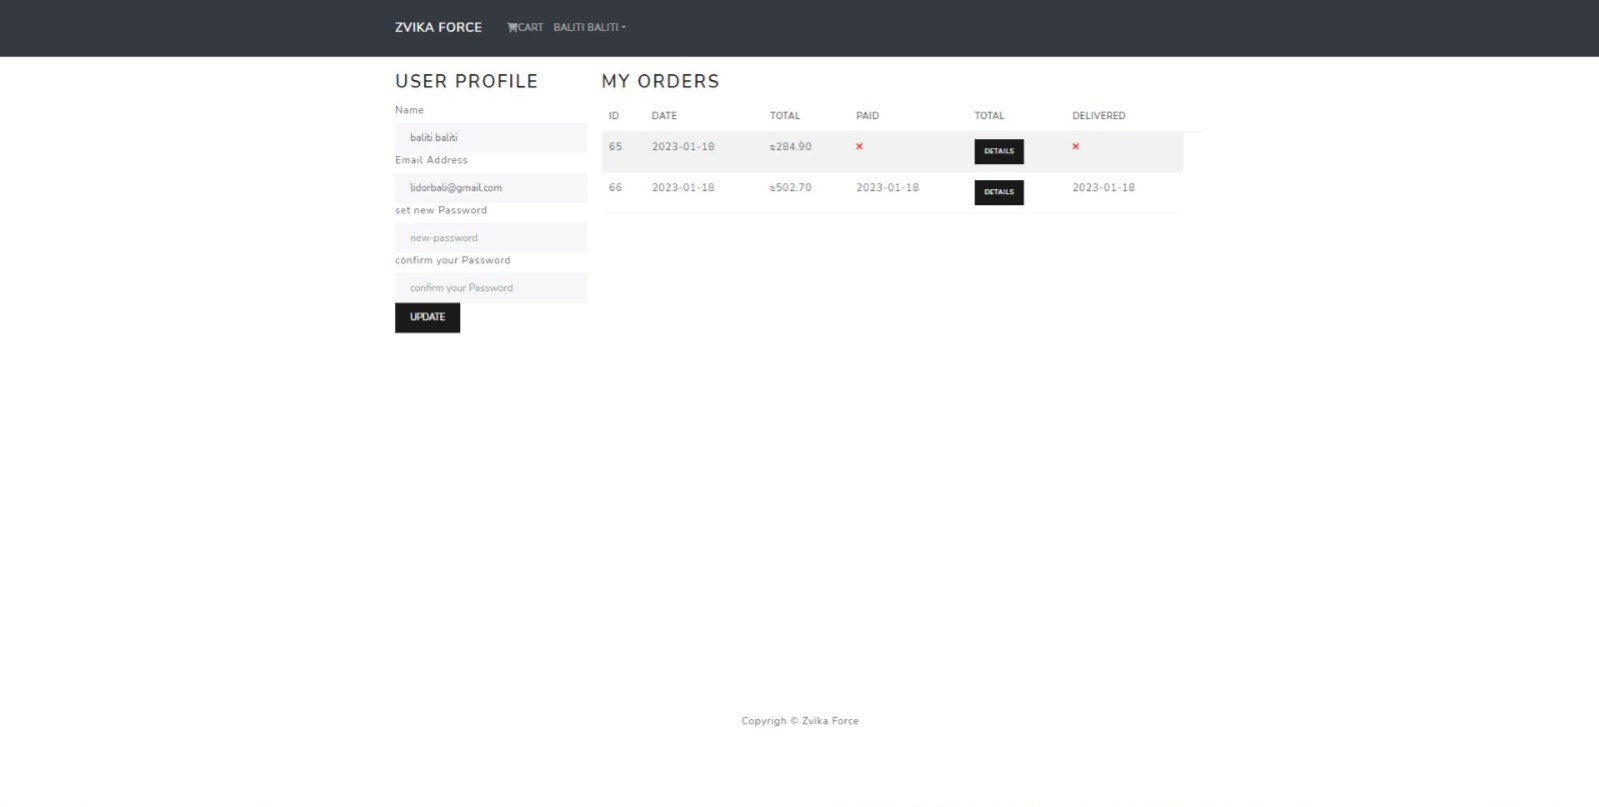 ZVIKA FORCE CART BALITI BALITI
USER PROFILE
Name
baliti baliti
Email Address
lidorbali@gmail.com
set new Password
new-password
confirm your Password
confirm your Password
UPDATE
MY ORDERS
ID DATE TOTAL PAID TOTAL DELIVERED
65 2023-01-18 ₪284.90 × DETAILS ×
66 2023-01-18 ₪502.70 2023-01-18 DETAILS 2023-01-18
Copyrigh © Zvika Force